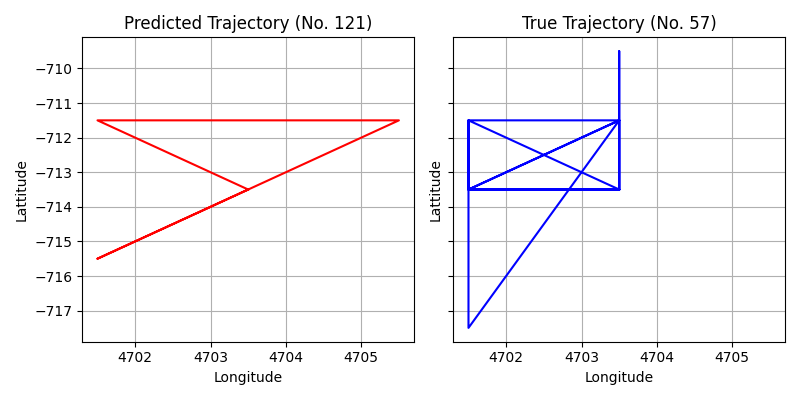 Predicted Trajectory (No. 121)
Lattitude
−710
−711
−712
−713
−714
−715
−716
−717
4702
4703
4704
4705
Longitude
True Trajectory (No. 57)
Lattitude
4702
4703
4704
4705
Longitude